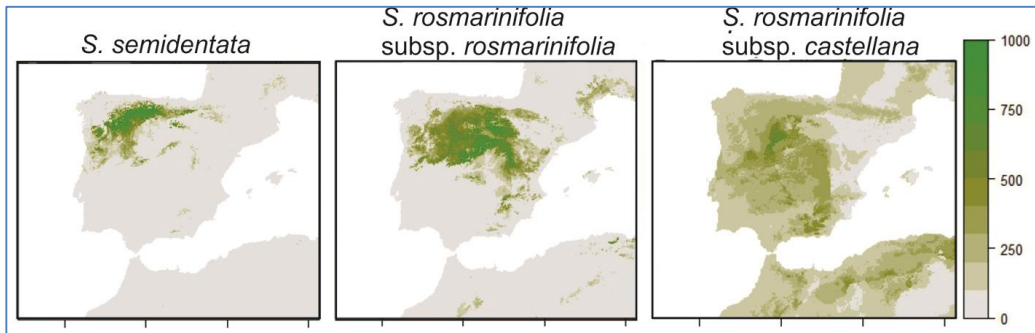 S. semidentata
S. rosmarinifolia
subsp. rosmarinifolia
S. rosmarinifolia
subsp. castellana
1000
750
500
250
0